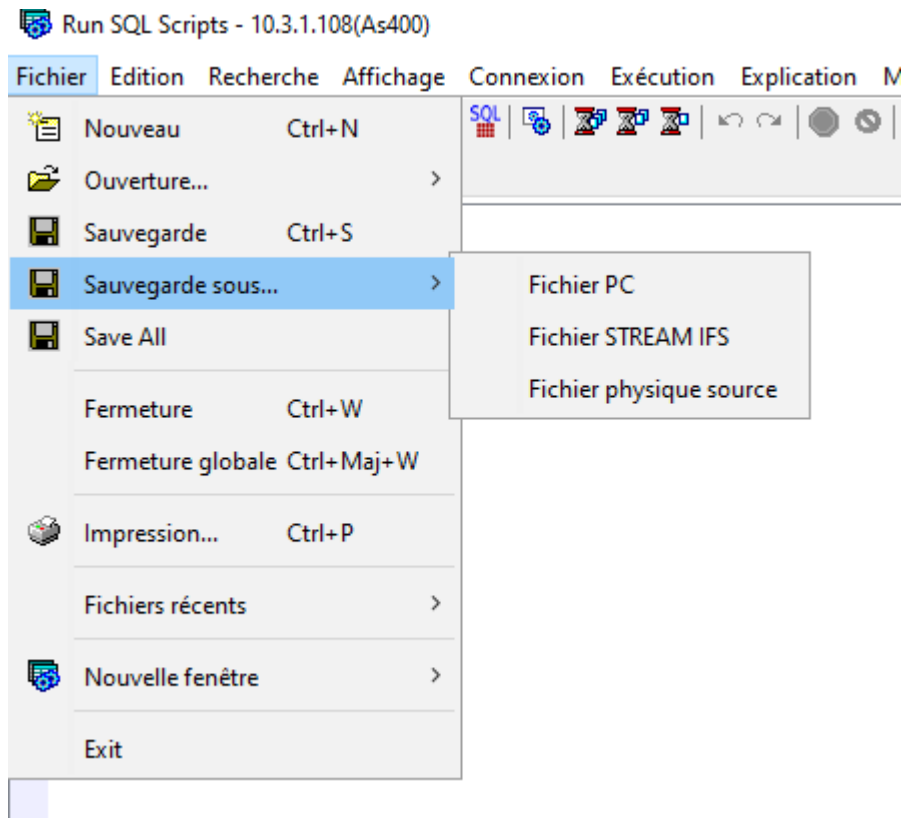 Run SQL Scripts - 10.3.1.108(As400)
Fichier Edition Recherche Affichage Connexion Exécution Explication M
SQL
Nouveau Ctrl+N
Ouverture...
Sauvegarde Ctrl+S
Sauvegarde sous...
Fichier PC
Fichier STREAM IFS
Fichier physique source
Save All
Fermeture Ctrl+W
Fermeture globale Ctrl+Maj+W
Impression... Ctrl+P
Fichiers récents
Nouvelle fenêtre
Exit